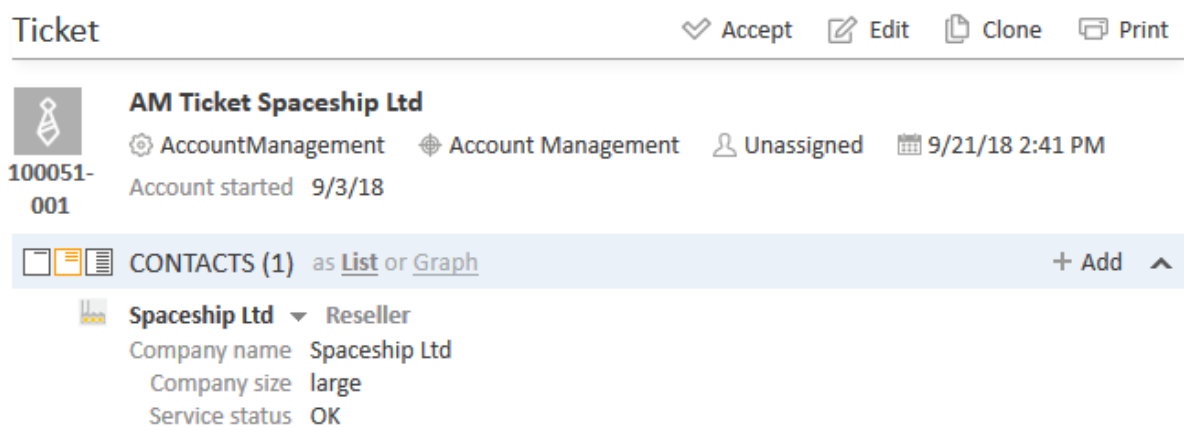 Ticket Accept Edit Clone Print
AM Ticket Spaceship Ltd
AccountManagement Account Management Unassigned 9/21/18 2:41 PM
100051-
001
Account started 9/3/18
CONTACTS (1) as List or Graph + Add
Spaceship Ltd Reseller
Company name Spaceship Ltd
Company size large
Service status OK